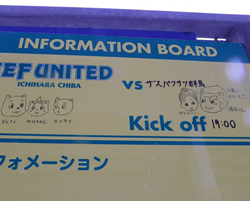 INFORMATION BOARD
EF UNITED
ICHIHARA CHIBA
VS ザスパクサツ群馬
Kick off 19:00
フォメーション